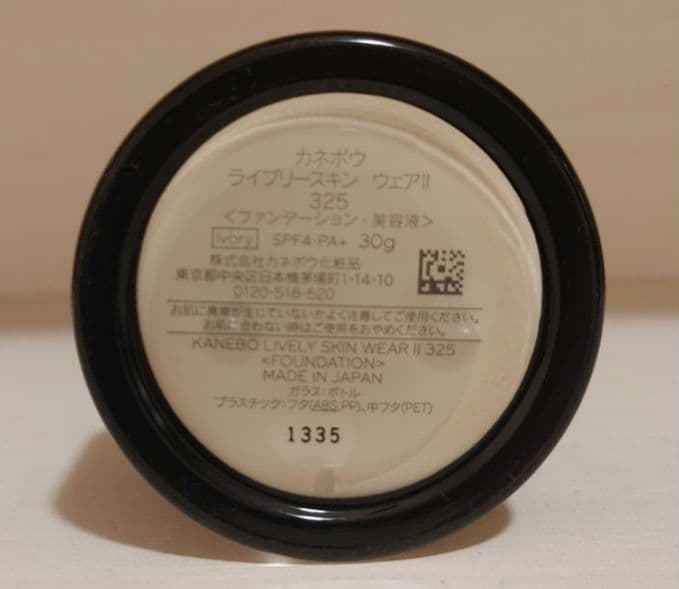 カネボウ
ライブリースキン ウェアII
325
<ファンデーション・美容液>
Ivory SPF4・PA+ 30g
株式会社カネボウ化粧品
東京都中央区日本橋茅場町1-14-10
0120-518-520
お肌に異常が生じていないかよく注意してご使用ください。
お肌に合わない時はご使用をおやめください。
KANEBO LIVELY SKIN WEAR II 325
<FOUNDATION>
MADE IN JAPAN
ガラス:ボトル
プラスチック:フタ(ABS,PP)、中フタ(PET)
1335